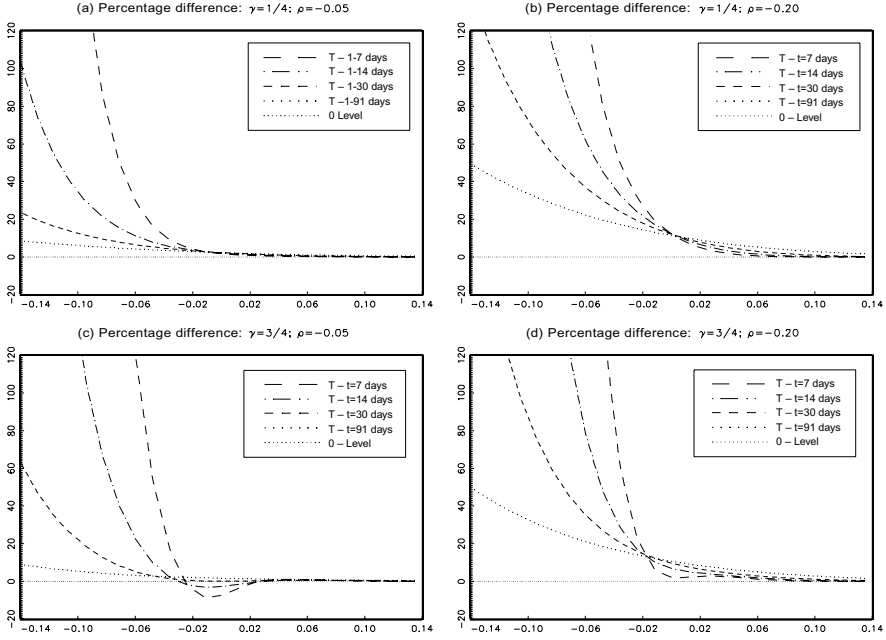 (a) Percentage difference: γ=1/4; ρ=−0.05
120
100
80
60
40
20
0
−20
T – 1-7 days
T – 1-14 days
T – 1-30 days
T –1-91 days
0 Level
−0.14 −0.10 −0.06 −0.02 0.02 0.06 0.10 0.14
(b) Percentage difference: γ=1/4; ρ=−0.20
120
100
80
60
40
20
0
−20
T – t=7 days
T – t=14 days
T – t=30 days
T – t=91 days
0 – Level
−0.14 −0.10 −0.06 −0.02 0.02 0.06 0.10 0.14
(c) Percentage difference: γ=3/4; ρ=−0.05
120
100
80
60
40
20
0
−20
T – t=7 days
T – t=14 days
T – t=30 days
T – t=91 days
0 – Level
−0.14 −0.10 −0.06 −0.02 0.02 0.06 0.10 0.14
(d) Percentage difference: γ=3/4; ρ=−0.20
120
100
80
60
40
20
0
−20
T – t=7 days
T – t=14 days
T – t=30 days
T – t=91 days
0 – Level
−0.14 −0.10 −0.06 −0.02 0.02 0.06 0.10 0.14